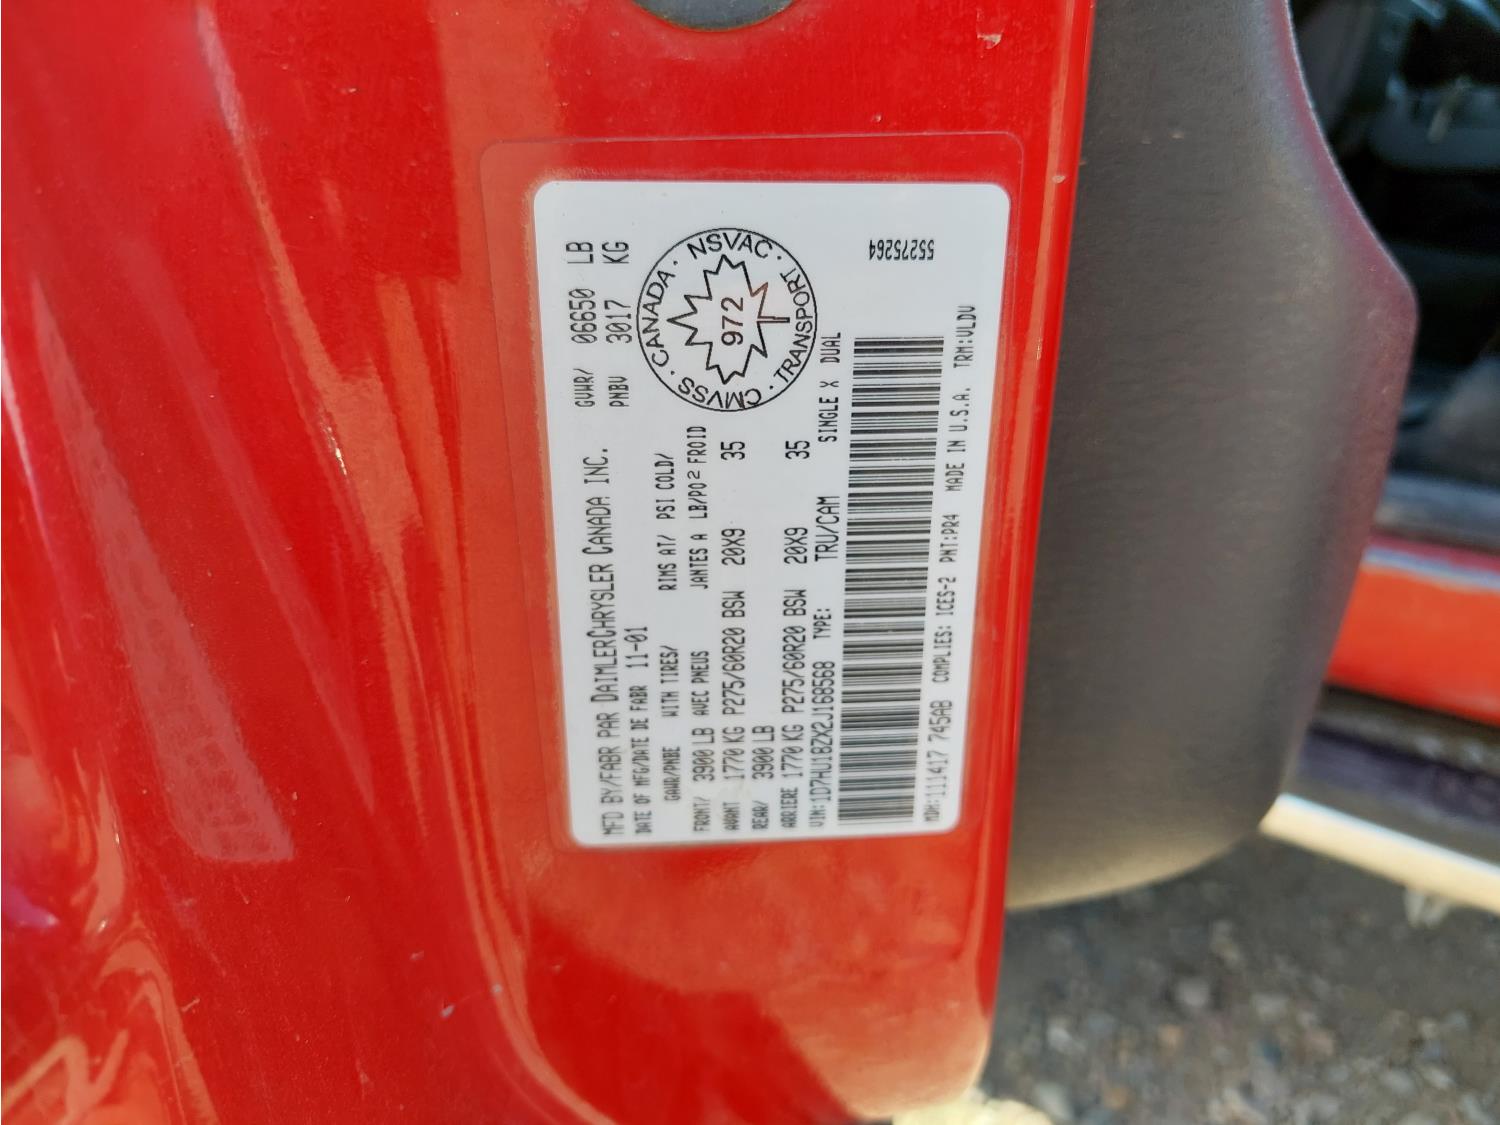 MFD BY/FABR PAR DAIMLERCHRYSLER CANADA INC. GVWR/ 06650 LB
DATE OF MFG/DATE DE FABR 11-01 PNBV 3017 KG
GAWR/PNBE WITH TIRES/ RIMS AT/ PSI COLD/
FRONT/ 3900 LB AVEC PNEUS JANTES A LB/PO² FROID
AVANT 1770 KG P275/60R20 BSW 20X9 35
REAR/ 3900 LB
ARRIERE 1770 KG P275/60R20 BSW 20X9 35
VIN:1D7HU18ZX2J168568 TYPE: TRU/CAM SINGLE X DUAL
MDH:111417 745AB COMPLIES: ICES-2 PNT:PR4 MADE IN U.S.A. TRM:VLDV
CANADA · NSVAC · TRANSPORT · CMVSS ·
972
55275264